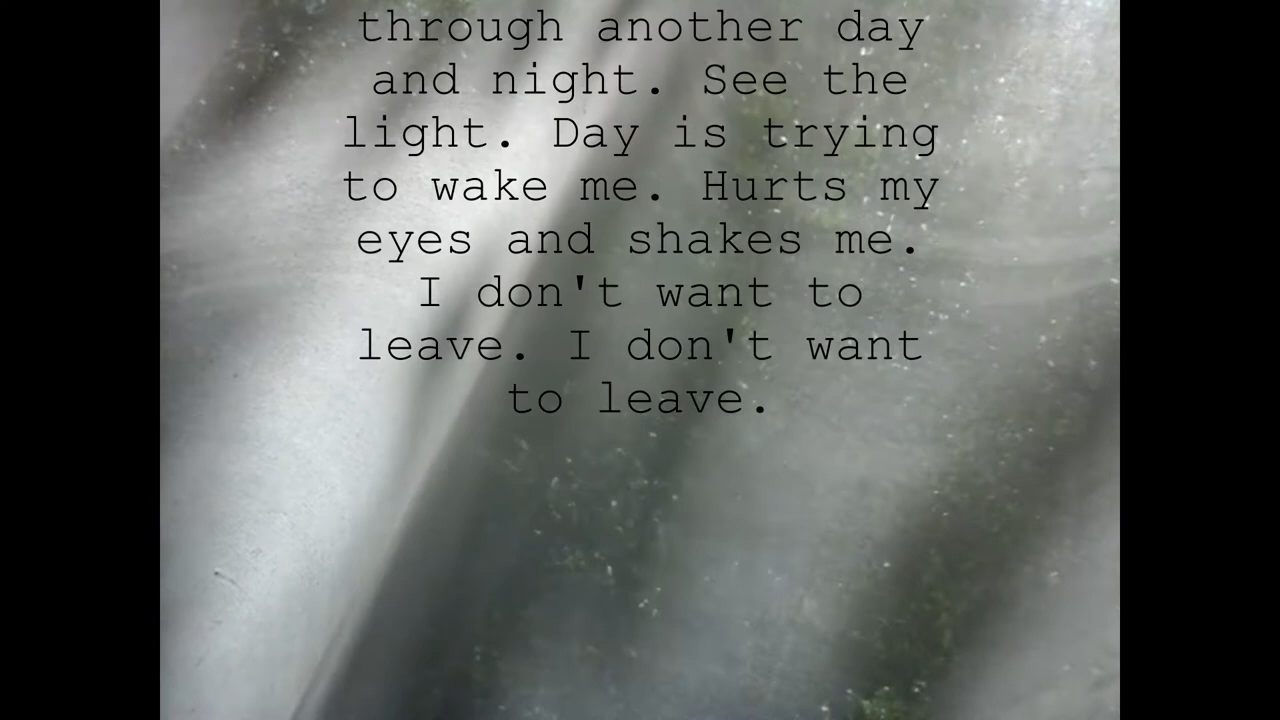 through another day
and night. See the
light. Day is trying
to wake me. Hurts my
eyes and shakes me.
I don't want to
leave. I don't want
to leave.